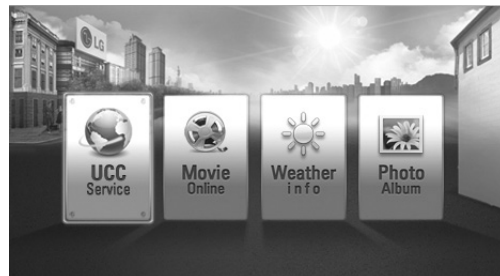 LG
UCC
Service
Movie
Online
Weather
info
Photo
Album